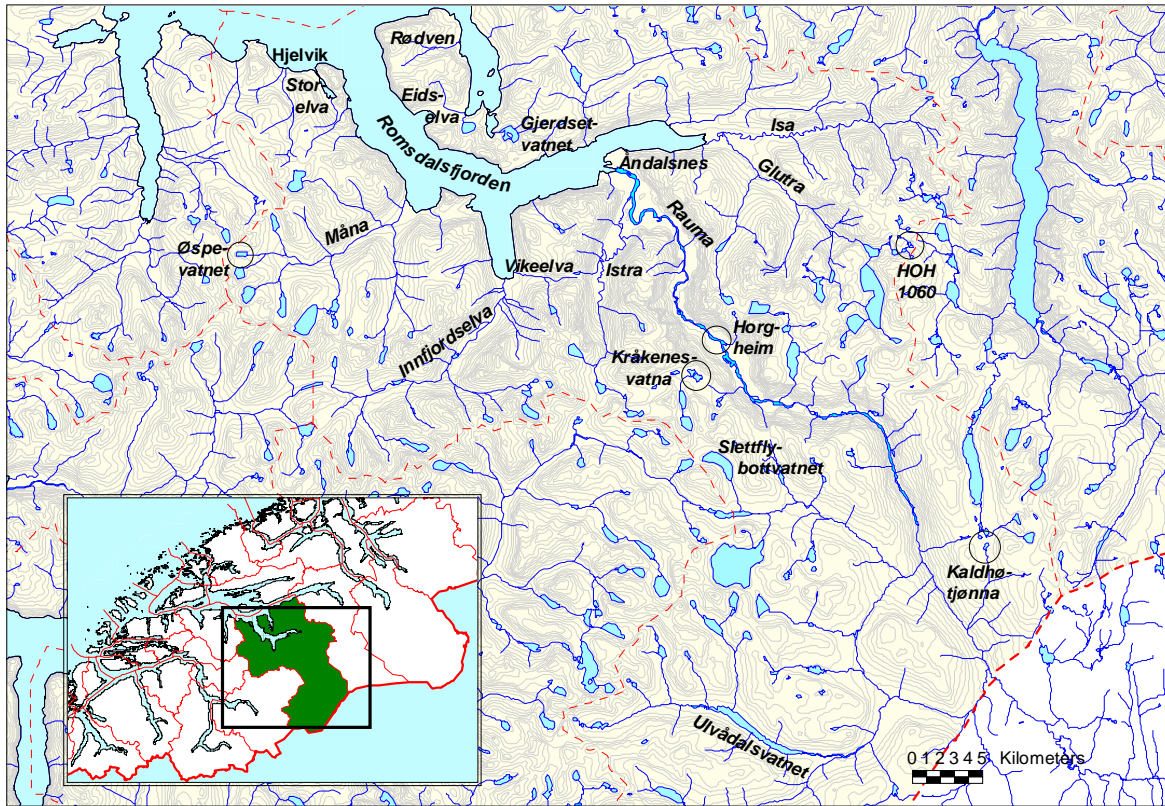 Rødven
Hjelvik
Stor-
elva
Eids-
elva
Gjerdset-
vatnet
Romsdalsfjorden
Isa
Åndalsnes
Glutra
Rauma
Måna
Øspe-
vatnet
Vikeelva
Istra
HOH
1060
Innfjordselva
Horg-
heim
Kråkenes-
vatna
Slettfly-
bottvatnet
Kaldhø-
tjønna
Ulvådalsvatnet
0 1 2 3 4 5 Kilometers